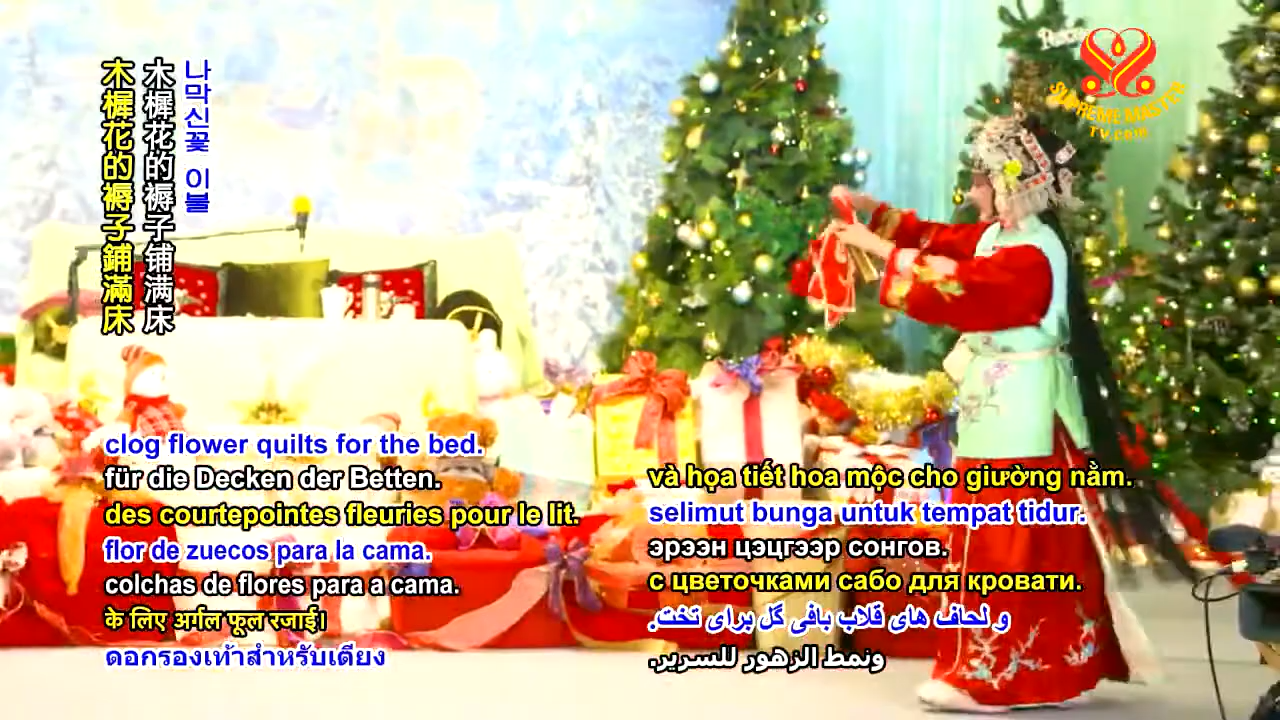 나막신꽃 이불
木樨花的褥子铺满床
木樨花的褥子鋪滿床
clog flower quilts for the bed.
für die Decken der Betten.
des courtepointes fleuries pour le lit.
flor de zuecos para la cama.
colchas de flores para a cama.
के लिए अर्गल फूल रजाई।
ดอกรองเท้าสำหรับเตียง
và họa tiết hoa mộc cho giường nằm.
selimut bunga untuk tempat tidur.
эрээн цэцгээр сонгов.
с цветочками сабо для кровати.
و لحاف های قلاب بافی گل برای تخت.
ونمط الزهور للسرير.
SUPREME MASTER
TV.com